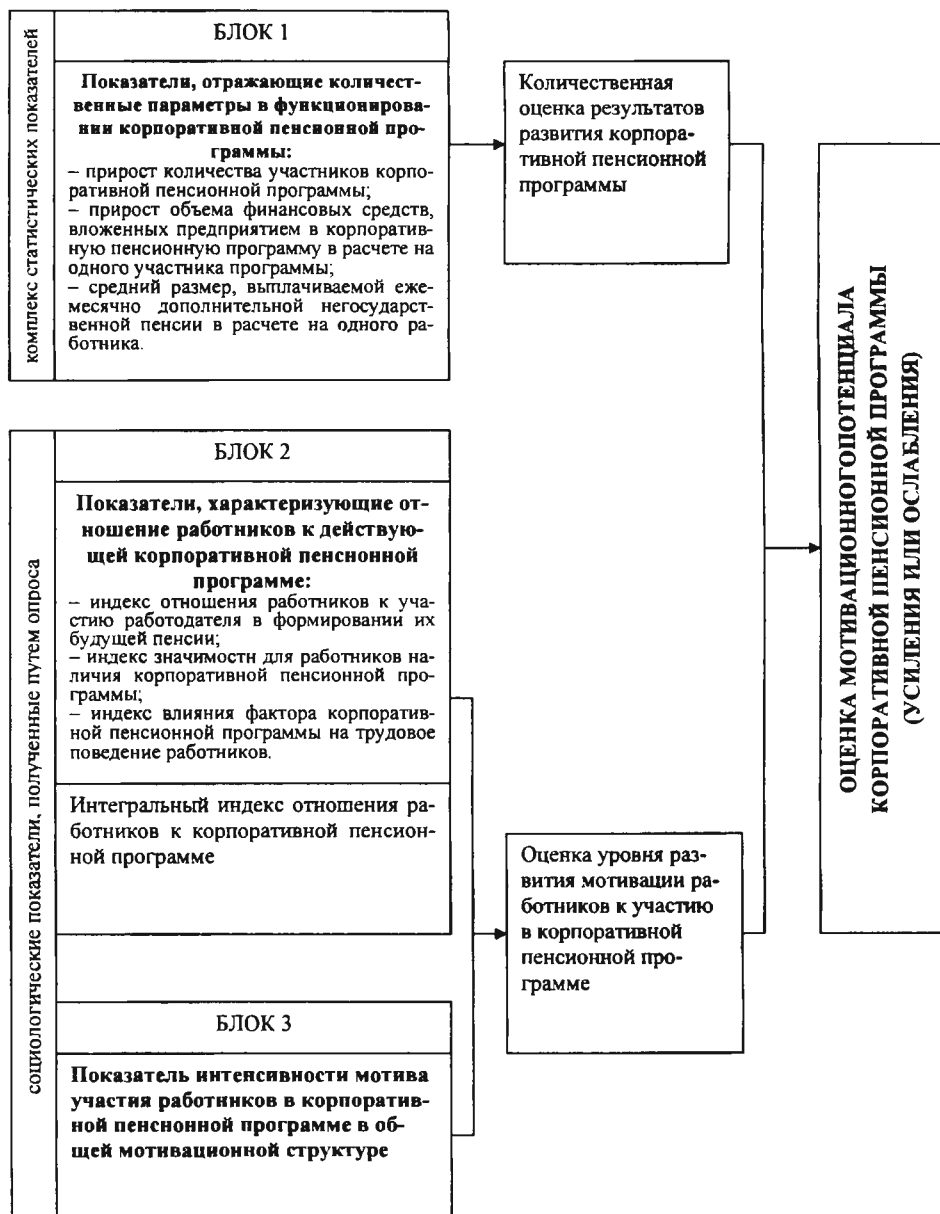 комплекс статистических показателей
БЛОК 1
Показатели, отражающие количест-
венные параметры в функционирова-
нии корпоративной пенсионной про-
граммы:
– прирост количества участников корпо-
ративной пенсионной программы;
– прирост объема финансовых средств,
вложенных предприятием в корпоратив-
ную пенсионную программу в расчете на
одного участника программы;
– средний размер, выплачиваемой еже-
месячно дополнительной негосударст-
венной пенсии в расчете на одного ра-
ботника.
Количественная
оценка результатов
развития корпора-
тивной пенсионной
программы
социологические показатели, полученные путем опроса
БЛОК 2
Показатели, характеризующие от-
ношение работников к действую-
щей корпоративной пенсионной
программе:
– индекс отношения работников к уча-
стию работодателя в формировании их
будущей пенсии;
– индекс значимости для работников на-
личия корпоративной пенсионной про-
граммы;
– индекс влияния фактора корпоратив-
ной пенсионной программы на трудовое
поведение работников.
Интегральный индекс отношения ра-
ботников к корпоративной пенсион-
ной программе
БЛОК 3
Показатель интенсивности мотива
участия работников в корпоратив-
ной пенсионной программе в об-
щей мотивационной структуре
Оценка уровня раз-
вития мотивации ра-
ботников к участию
в корпоративной
пенсионной про-
грамме
ОЦЕНКА МОТИВАЦИОННОГОПОТЕНЦИАЛА
КОРПОРАТИВНОЙ ПЕНСИОННОЙ ПРОГРАММЫ
(УСИЛЕНИЯ ИЛИ ОСЛАБЛЕНИЯ)